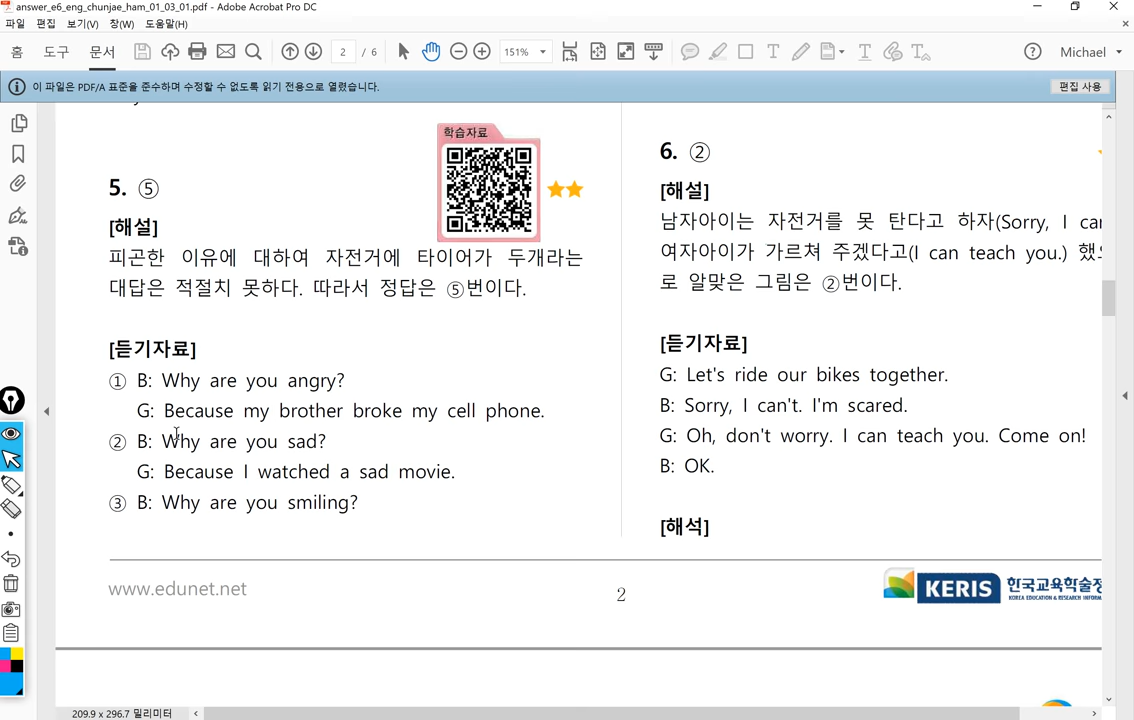 answer_e6_eng_chunjae_ham_01_03_01.pdf - Adobe Acrobat Pro DC
파일 편집 보기(V) 창(W) 도움말(H)
홈 도구 문서 2 / 6 151% Michael
이 파일은 PDF/A 표준을 준수하며 수정할 수 없도록 읽기 전용으로 열렸습니다. 편집 사용
학습자료
5. ⑤
[해설]
피곤한 이유에 대하여 자전거에 타이어가 두개라는
대답은 적절치 못하다. 따라서 정답은 ⑤번이다.
[듣기자료]
① B: Why are you angry?
G: Because my brother broke my cell phone.
② B: Why are you sad?
G: Because I watched a sad movie.
③ B: Why are you smiling?
6. ②
[해설]
남자아이는 자전거를 못 탄다고 하자(Sorry, I
여자아이가 가르쳐 주겠다고(I can teach you.)
로 알맞은 그림은 ②번이다.
[듣기자료]
G: Let's ride our bikes together.
B: Sorry, I can't. I'm scared.
G: Oh, don't worry. I can teach you. Come on!
B: OK.
[해석]
www.edunet.net
2
KERIS 한국교육학술정
KOREA EDUCATION & RESEARCH INFORM
209.9 x 296.7 밀리미터